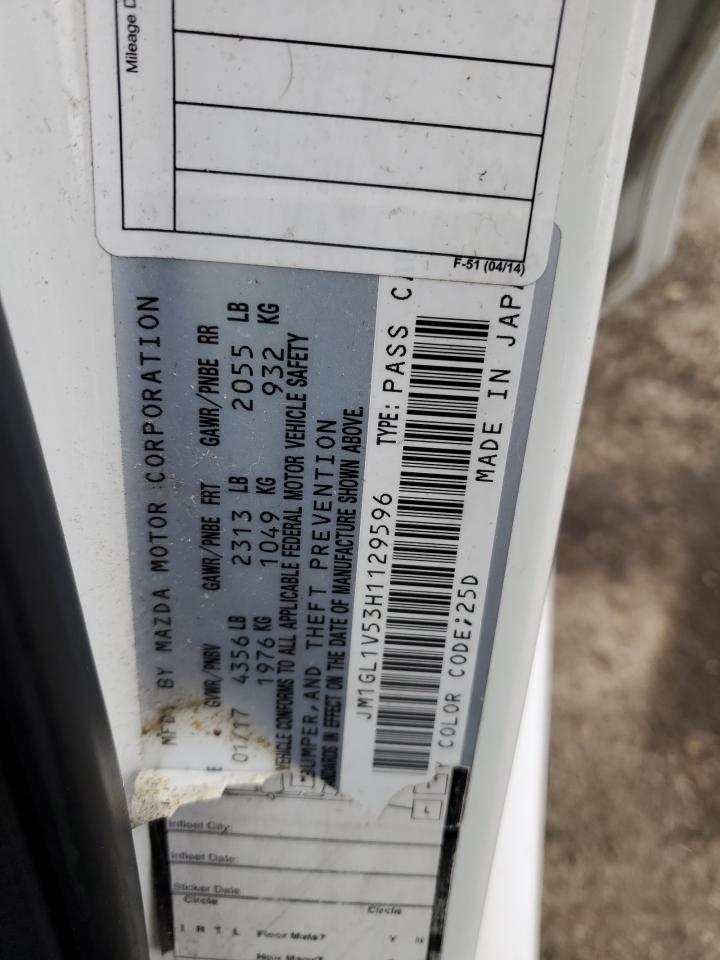 Mileage D
F-51 (04/14)
MFD BY MAZDA MOTOR CORPORATION
GVWR/PNBV GAWR/PNBE FRT GAWR/PNBE RR
01/17 4356 LB 2313 LB 2055 LB
1976 KG 1049 KG 932 KG
VEHICLE CONFORMS TO ALL APPLICABLE FEDERAL MOTOR VEHICLE SAFETY
BUMPER, AND THEFT PREVENTION
IN EFFECT ON THE DATE OF MANUFACTURE SHOWN ABOVE.
JM1GL1V53H1129596 TYPE: PASS C
COLOR CODE;25D MADE IN JAP
Infleet City:
Infleet Date:
Sticker Date:
Circle Circle
I R T L Floor Mats? Y N